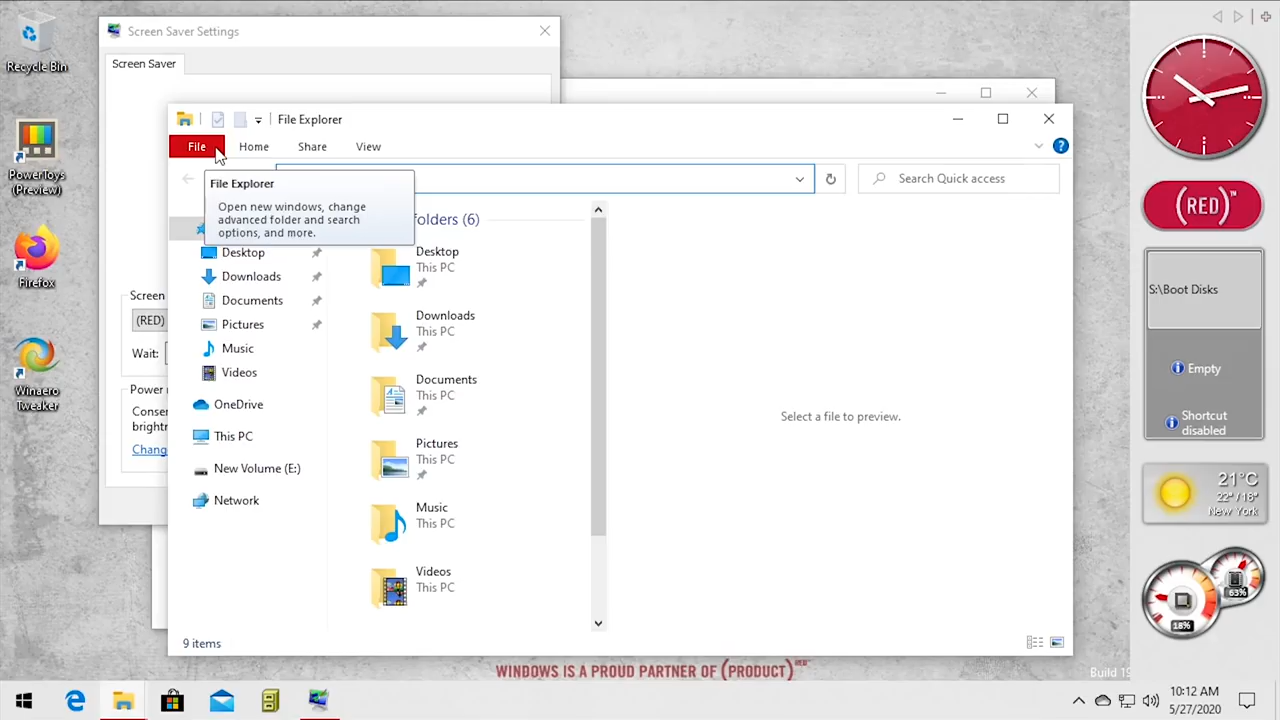 Recycle Bin
PowerToys
(Preview)
Firefox
Winaero
Tweaker
Screen Saver Settings
Screen Saver
Screen
(RED)
Wait:
Power
brightn
Chang
File Explorer
File
Home
Share
View
?
Search Quick access
File Explorer
Open new windows, change
advanced folder and search
options, and more.
folders (6)
Desktop
Downloads
Documents
Pictures
Music
Videos
OneDrive
This PC
New Volume (E:)
Network
Desktop
This PC
Downloads
This PC
Documents
This PC
Pictures
This PC
Music
This PC
Videos
This PC
Select a file to preview.
9 items
WINDOWS IS A PROUD PARTNER OF (PRODUCT)RED™
(RED)™
S:\Boot Disks
Empty
Shortcut
disabled
21°C
22° / 18°
New York
63%
18%
10:12 AM
5/27/2020